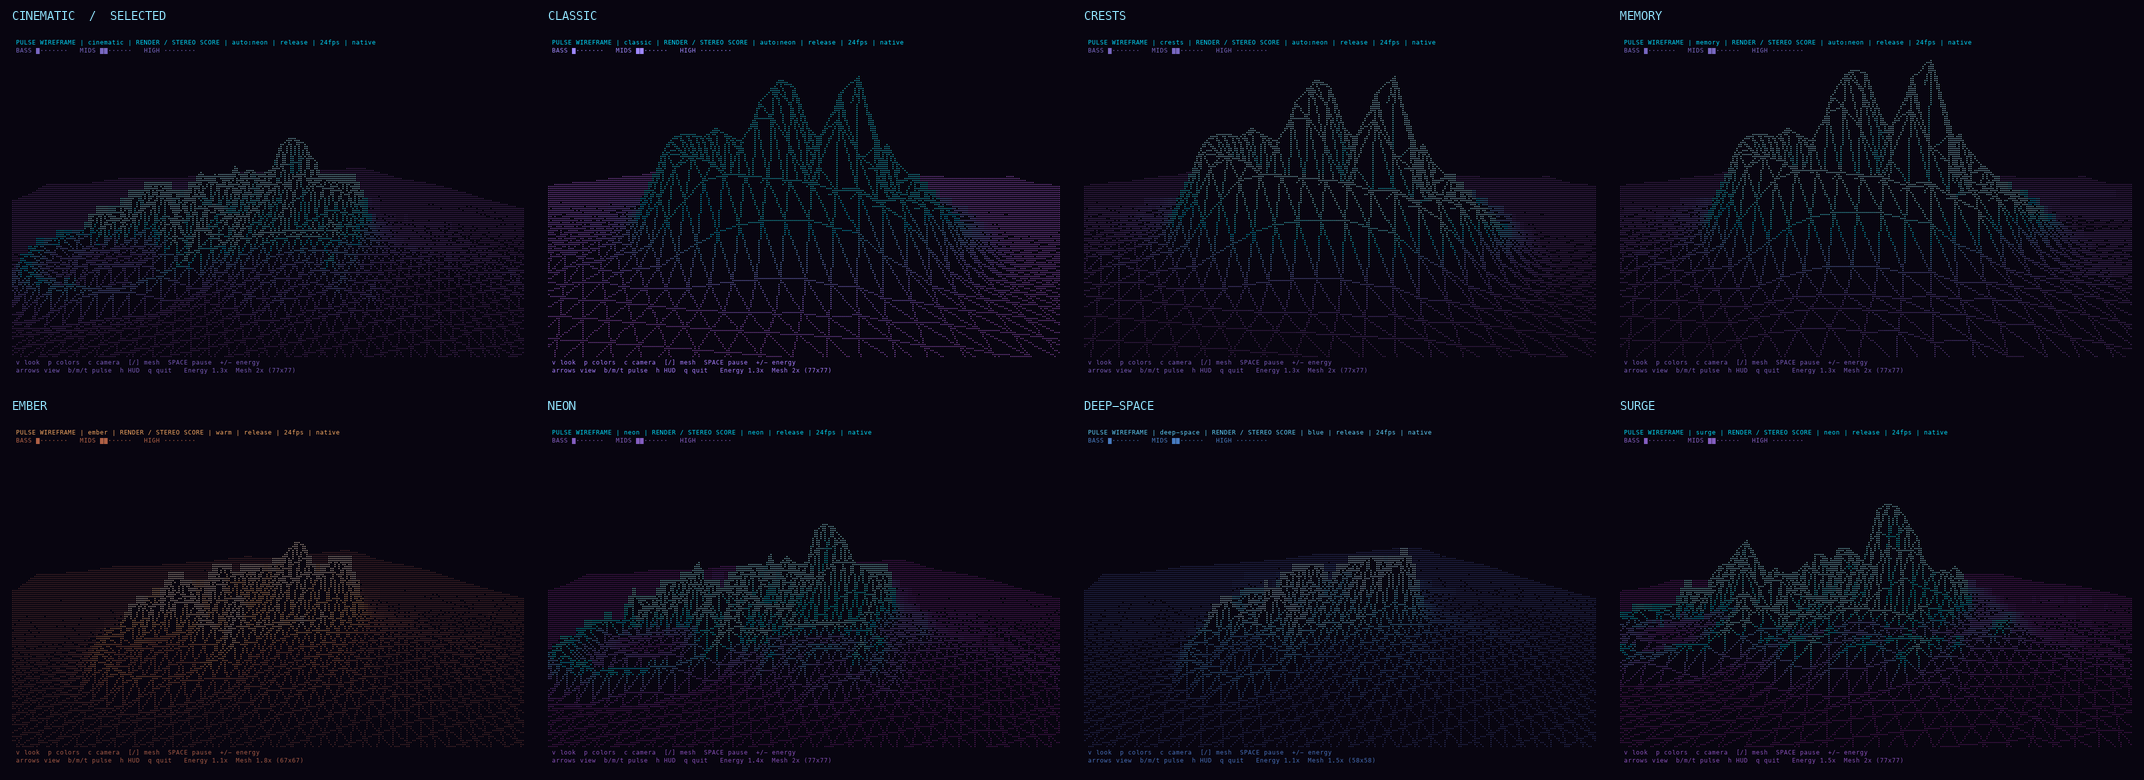 CINEMATIC / SELECTED
PULSE WIREFRAME | cinematic | RENDER / STEREO SCORE | auto:neon | release | 24fps | native
BASS █······· MIDS ██······ HIGH ········
v look p colors c camera [/] mesh SPACE pause +/− energy
arrows view b/m/t pulse h HUD q quit Energy 1.3x Mesh 2x (77x77)
CLASSIC
PULSE WIREFRAME | classic | RENDER / STEREO SCORE | auto:neon | release | 24fps | native
BASS █······· MIDS ██······ HIGH ········
v look p colors c camera [/] mesh SPACE pause +/− energy
arrows view b/m/t pulse h HUD q quit Energy 1.3x Mesh 2x (77x77)
CRESTS
PULSE WIREFRAME | crests | RENDER / STEREO SCORE | auto:neon | release | 24fps | native
BASS █······· MIDS ██······ HIGH ········
v look p colors c camera [/] mesh SPACE pause +/− energy
arrows view b/m/t pulse h HUD q quit Energy 1.3x Mesh 2x (77x77)
MEMORY
PULSE WIREFRAME | memory | RENDER / STEREO SCORE | auto:neon | release | 24fps | native
BASS █······· MIDS ██······ HIGH ········
v look p colors c camera [/] mesh SPACE pause +/− energy
arrows view b/m/t pulse h HUD q quit Energy 1.3x Mesh 2x (77x77)
EMBER
PULSE WIREFRAME | ember | RENDER / STEREO SCORE | warm | release | 24fps | native
BASS █······· MIDS ██······ HIGH ········
v look p colors c camera [/] mesh SPACE pause +/− energy
arrows view b/m/t pulse h HUD q quit Energy 1.1x Mesh 1.8x (67x67)
NEON
PULSE WIREFRAME | neon | RENDER / STEREO SCORE | neon | release | 24fps | native
BASS █······· MIDS ██······ HIGH ········
v look p colors c camera [/] mesh SPACE pause +/− energy
arrows view b/m/t pulse h HUD q quit Energy 1.4x Mesh 2x (77x77)
DEEP−SPACE
PULSE WIREFRAME | deep−space | RENDER / STEREO SCORE | blue | release | 24fps | native
BASS █······· MIDS ██······ HIGH ········
v look p colors c camera [/] mesh SPACE pause +/− energy
arrows view b/m/t pulse h HUD q quit Energy 1.1x Mesh 1.5x (58x58)
SURGE
PULSE WIREFRAME | surge | RENDER / STEREO SCORE | neon | release | 24fps | native
BASS █······· MIDS ██······ HIGH ········
v look p colors c camera [/] mesh SPACE pause +/− energy
arrows view b/m/t pulse h HUD q quit Energy 1.5x Mesh 2x (77x77)